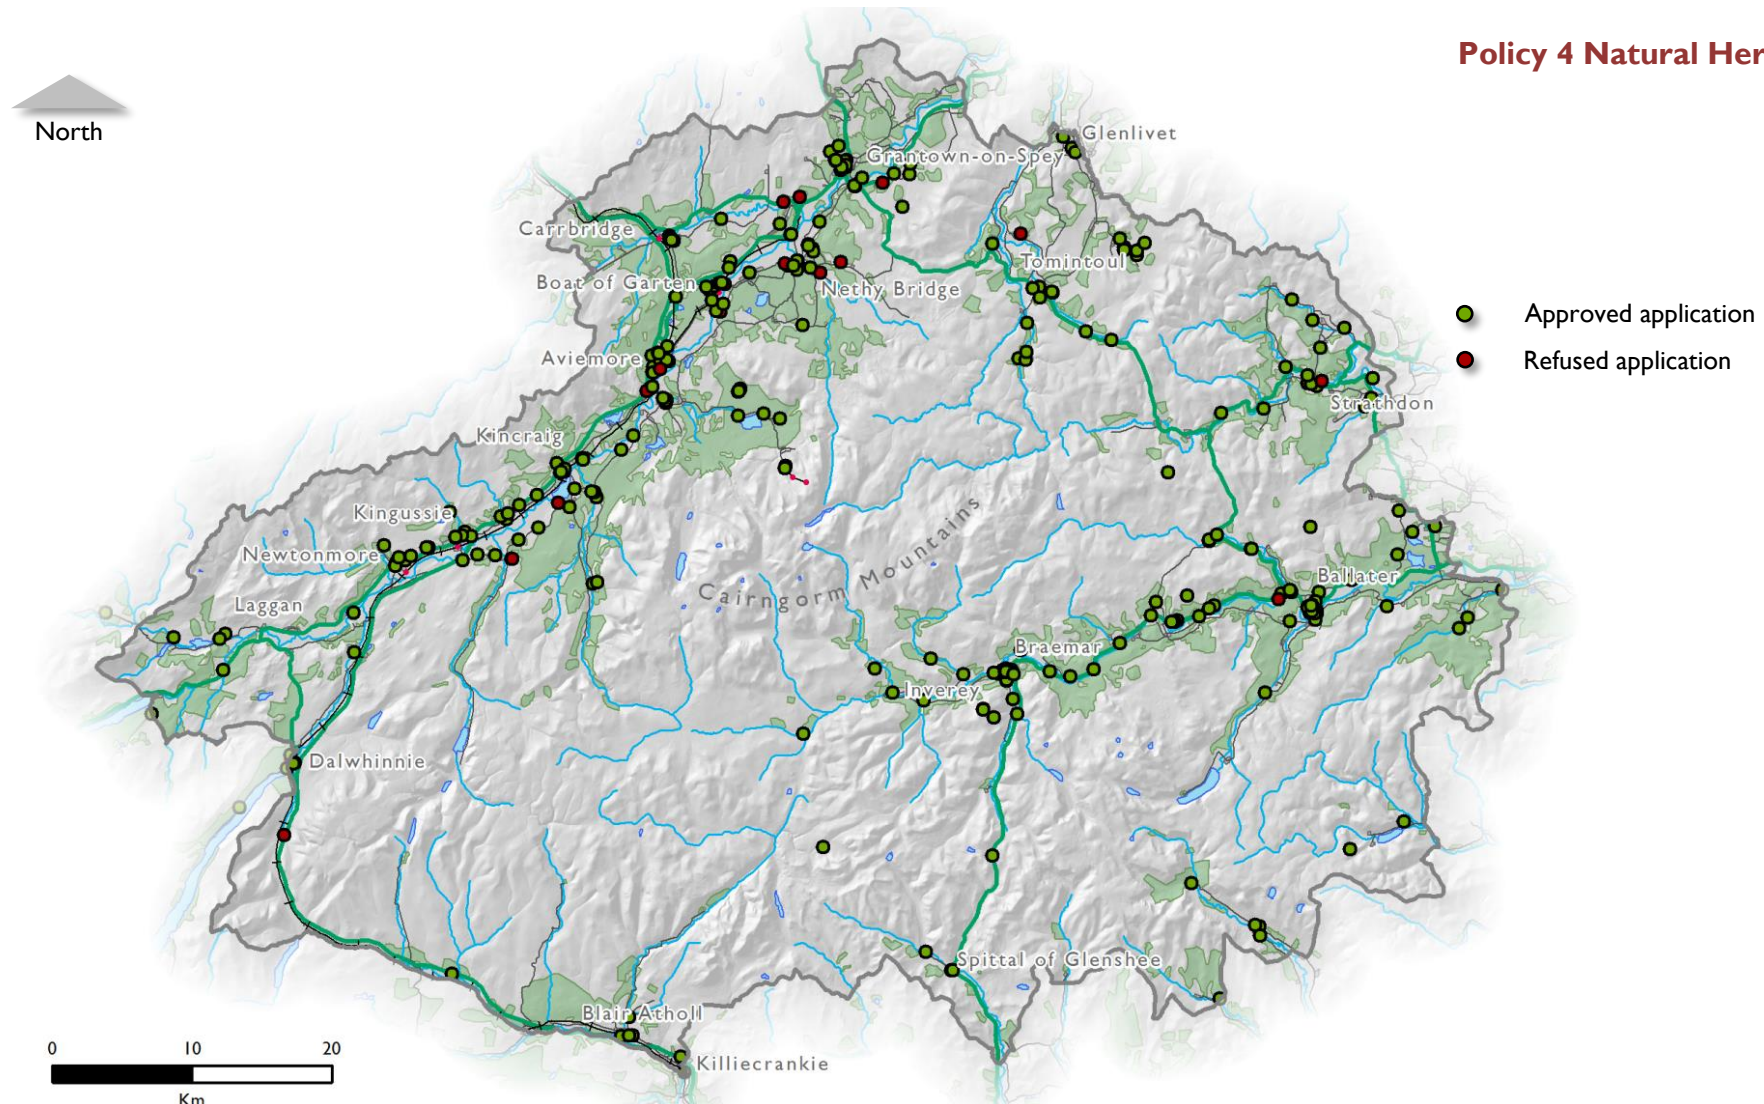 Policy 4 Natural Her
North
Glenlivet
Grantown-on-Spey
Carrbridge
Tomintoul
Boat of Garten
Nethy Bridge
Approved application
Aviemore
Refused application
Strathdon
Kincraig
Kingussie
Newtonmore
Cairngorm Mountains
Ballater
Laggan
Braemar
Inverey
Dalwhinnie
Spittal of Glenshee
Blair Atholl
Killiecrankie
0 10 20
Km